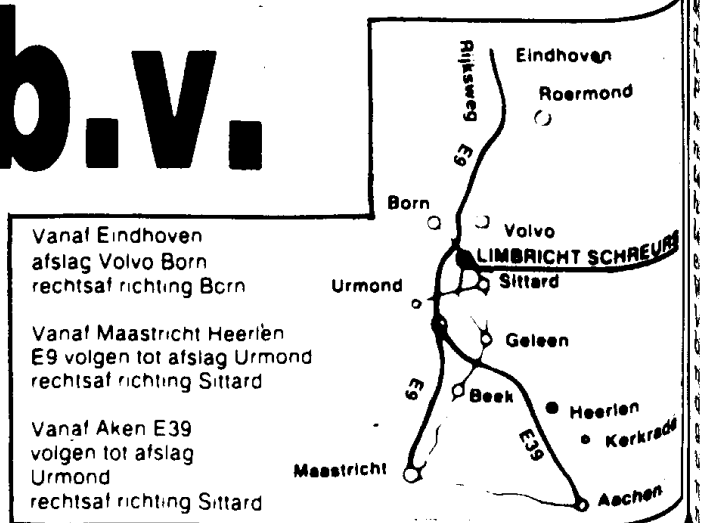 b.v.
Eindhoven
Rijksweg
Roermond
E9
Born
Volvo
LIMBRICHT SCHREURS
Urmond
Sittard
Geleen
E9
Beek
Heerlen
E39
Kerkrade
Maastricht
Aachen
Vanaf Eindhoven
afslag Volvo Born
rechtsaf richting Born
Vanaf Maastricht Heerlen
E9 volgen tot afslag Urmond
rechtsaf richting Sittard
Vanaf Aken E39
volgen tot afslag
Urmond
rechtsaf richting Sittard